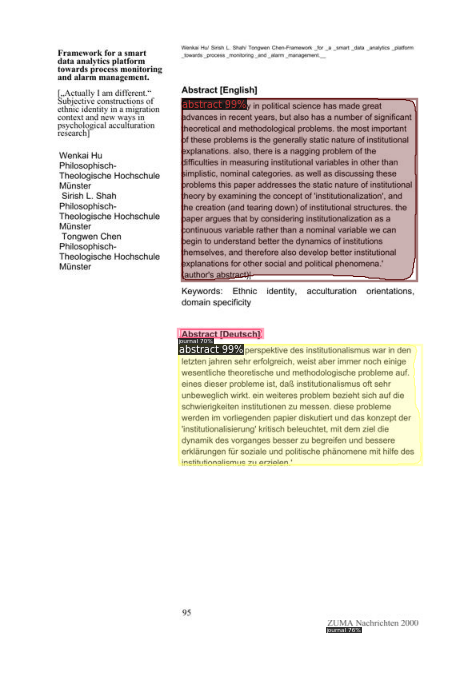 Wenkai Hu/ Sirish L. Shah/ Tongwen Chen-Framework _for _a _smart _data _analytics _platform
_towards _process _monitoring _and _alarm _management.__
Framework for a smart
data analytics platform
towards process monitoring
and alarm management.
[„Actually I am different.“
Subjective constructions of
ethnic identity in a migration
context and new ways in
psychological acculturation
research]
Wenkai Hu
Philosophisch-
Theologische Hochschule
Münster
Sirish L. Shah
Philosophisch-
Theologische Hochschule
Münster
Tongwen Chen
Philosophisch-
Theologische Hochschule
Münster
Abstract [English]
abstract 99%
y in political science has made great
advances in recent years, but also has a number of significant
theoretical and methodological problems. the most important
of these problems is the generally static nature of institutional
explanations. also, there is a nagging problem of the
difficulties in measuring institutional variables in other than
simplistic, nominal categories. as well as discussing these
problems this paper addresses the static nature of institutional
theory by examining the concept of 'institutionalization', and
the creation (and tearing down) of institutional structures. the
paper argues that by considering institutionalization as a
continuous variable rather than a nominal variable we can
begin to understand better the dynamics of institutions
themselves, and therefore also develop better institutional
explanations for other social and political phenomena.'
(author's abstract)|
Keywords: Ethnic identity, acculturation orientations,
domain specificity
Abstract [Deutsch]
journal 70%
abstract 99%
perspektive des institutionalismus war in den
letzten jahren sehr erfolgreich, weist aber immer noch einige
wesentliche theoretische und methodologische probleme auf.
eines dieser probleme ist, daß institutionalism oft sehr
unbeweglich wirkt. ein weiteres problem bezieht sich auf die
schwierigkeiten institutionen zu messen. diese probleme
werden im vorliegenden papier diskutiert und das konzept der
'institutionalisierung' kritisch beleuchtet, mit dem ziel die
dynamik des vorganges besser zu begreifen and bessere
erklärungen für soziale und politische phänomene mit hilfe des
institutionalismus zu erzielen.'
95
ZUMA Nachrichten 2000
journal 76%